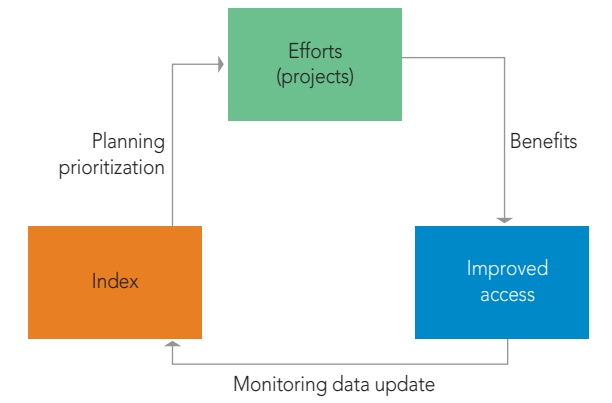 Efforts
(projects)
Planning
prioritization
Benefits
Index
Improved
access
Monitoring data update